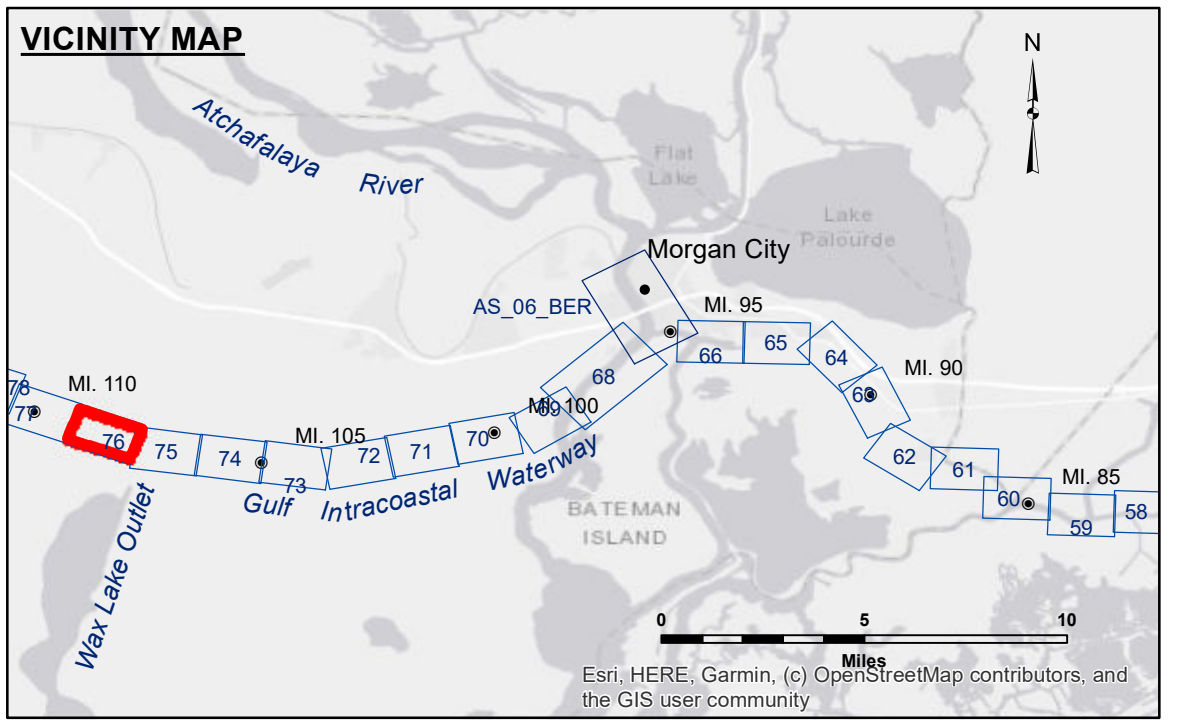 VICINITY MAP
N
Atchafalaya
River
Flat
Lake
Lake
Palourde
Morgan City
AS_06_BER
MI. 95
66
65
64
68
MI. 90
63
78
77
MI. 110
76
75
74
MI. 105
73
72
71
70
69
MI. 100
62
61
60
MI. 85
59
58
Gulf
Intracoastal
Waterway
BATEMAN
ISLAND
Wax Lake Outlet
0
5
10
Miles
Esri, HERE, Garmin, (c) OpenStreetMap contributors, and
the GIS user community